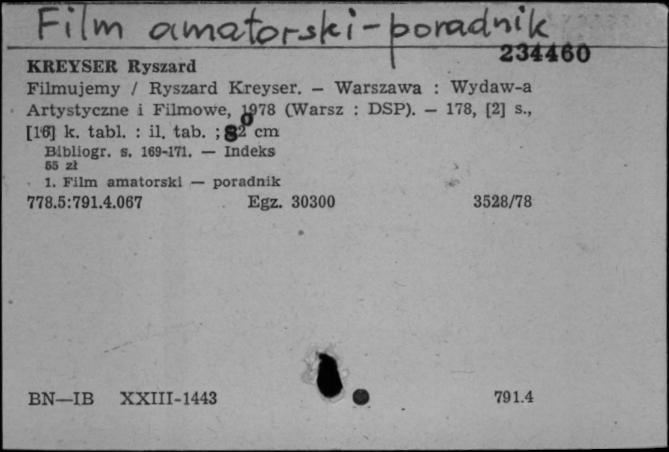 Film amatorski - poradnik
234460
KREYSER Ryszard
Filmujemy / Ryszard Kreyser. — Warszawa : Wydaw-a
Artystyczne i Filmowe, 1978 (Warsz : DSP). — 178, [2] s.,
[16] k. tabl. : il. tab. ; cm
Bibliogr. s. 169-171. — Indeks
55 zł
1. Film amatorski — poradnik
778.5:791.4.067 Egz. 30300 3528/78
BN—IB XXIII-1443 791.4